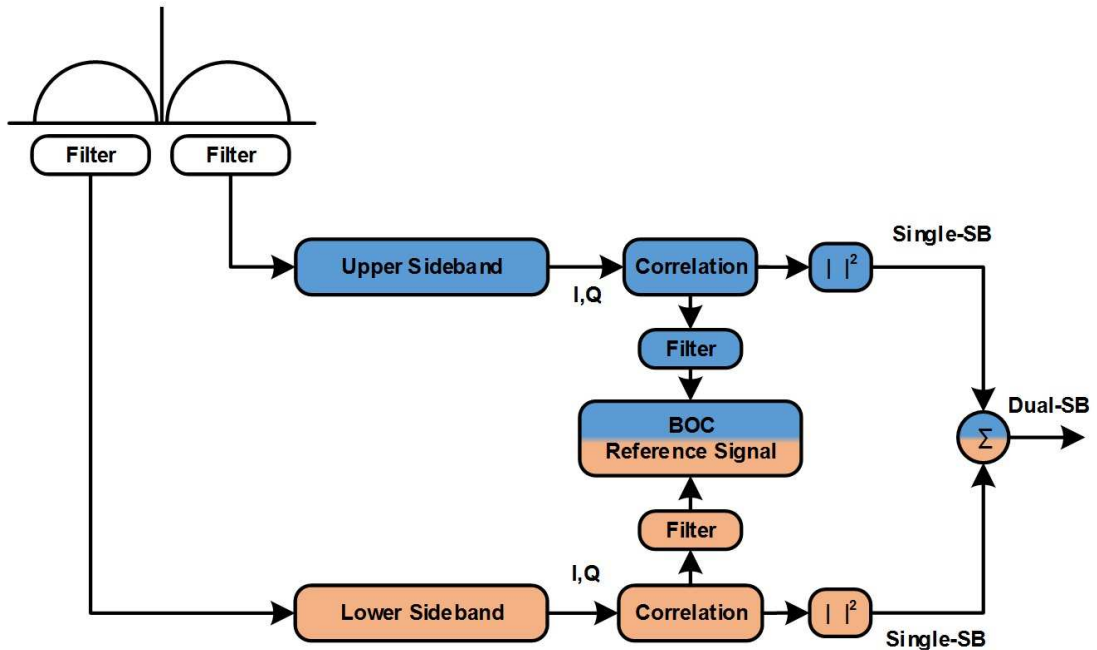 Filter
Filter
Single-SB
Upper Sideband
Correlation
| |²
I,Q
Filter
Dual-SB
BOC
Reference Signal
Σ
Filter
I,Q
Lower Sideband
Correlation
| |²
Single-SB